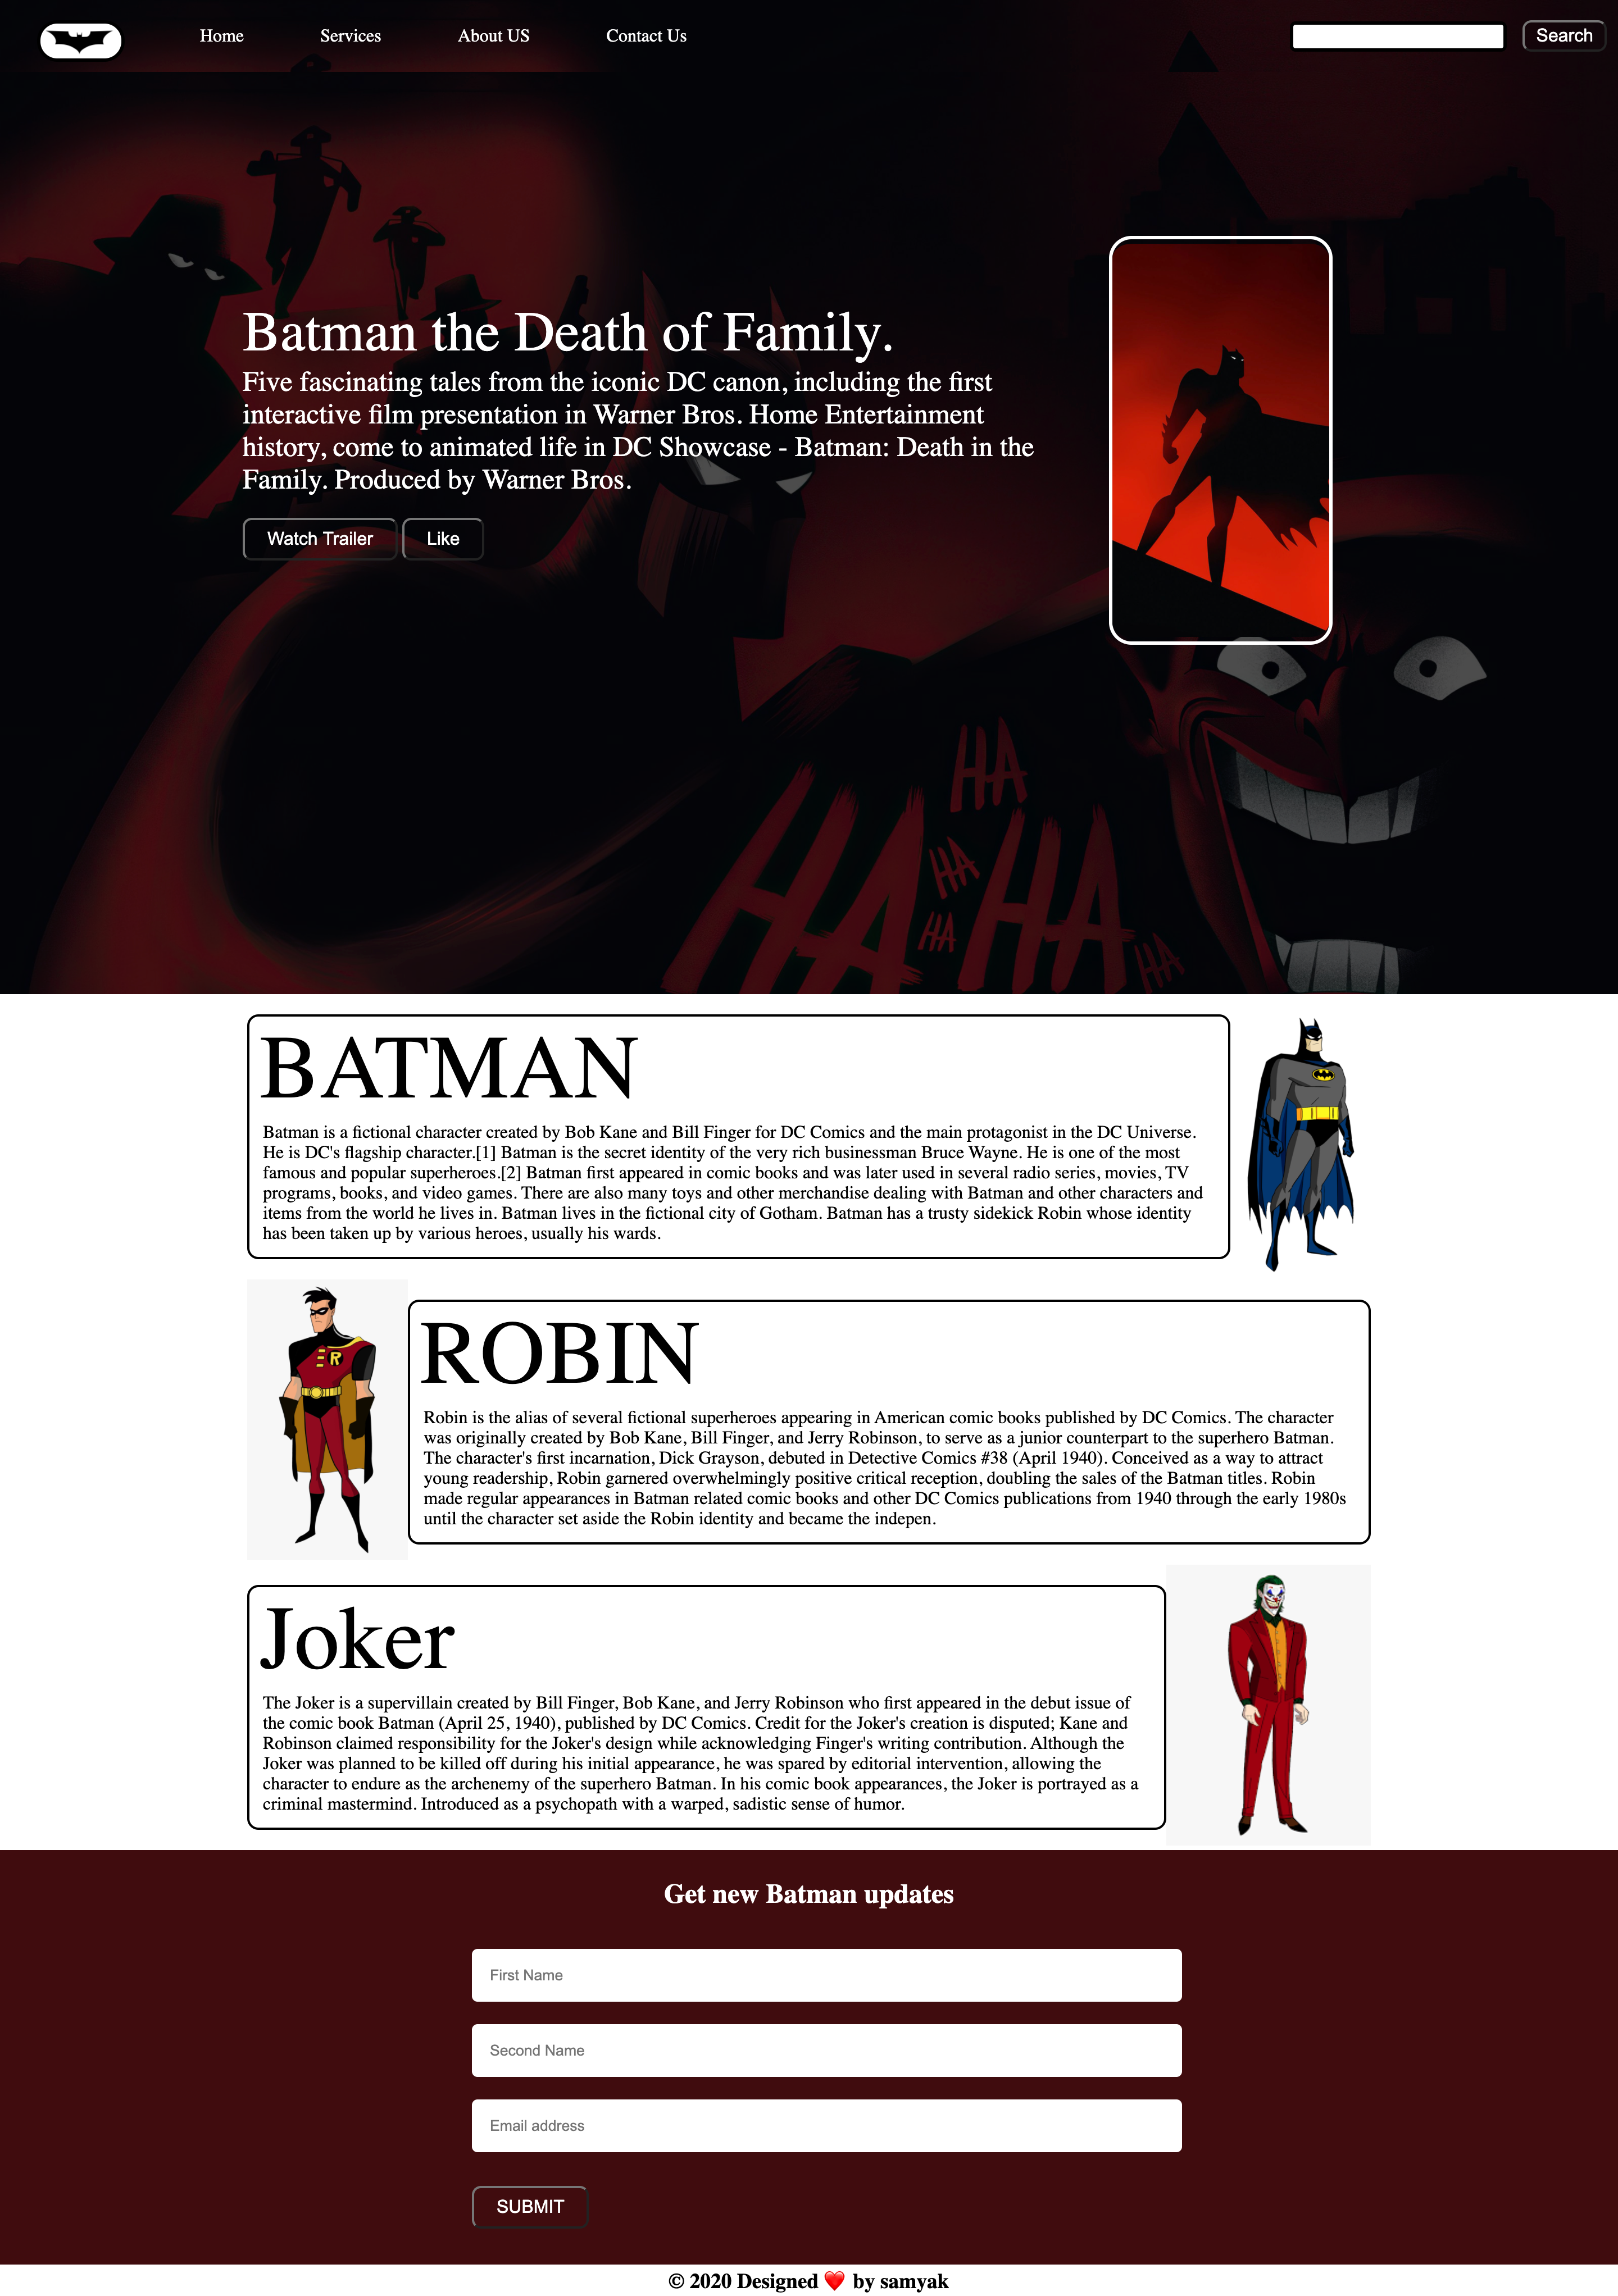 Home Services About US Contact Us Search
Batman the Death of Family.
Five fascinating tales from the iconic DC canon, including the first
interactive film presentation in Warner Bros. Home Entertainment
history, come to animated life in DC Showcase - Batman: Death in the
Family. Produced by Warner Bros.
Watch Trailer Like
HA
HA
HA
HA
HA
HA
BATMAN
Batman is a fictional character created by Bob Kane and Bill Finger for DC Comics and the main protagonist in the DC Universe.
He is DC's flagship character.[1] Batman is the secret identity of the very rich businessman Bruce Wayne. He is one of the most
famous and popular superheroes.[2] Batman first appeared in comic books and was later used in several radio series, movies, TV
programs, books, and video games. There are also many toys and other merchandise dealing with Batman and other characters and
items from the world he lives in. Batman lives in the fictional city of Gotham. Batman has a trusty sidekick Robin whose identity
has been taken up by various heroes, usually his wards.
R
ROBIN
Robin is the alias of several fictional superheroes appearing in American comic books published by DC Comics. The character
was originally created by Bob Kane, Bill Finger, and Jerry Robinson, to serve as a junior counterpart to the superhero Batman.
The character's first incarnation, Dick Grayson, debuted in Detective Comics #38 (April 1940). Conceived as a way to attract
young readership, Robin garnered overwhelmingly positive critical reception, doubling the sales of the Batman titles. Robin
made regular appearances in Batman related comic books and other DC Comics publications from 1940 through the early 1980s
until the character set aside the Robin identity and became the indepen.
Joker
The Joker is a supervillain created by Bill Finger, Bob Kane, and Jerry Robinson who first appeared in the debut issue of
the comic book Batman (April 25, 1940), published by DC Comics. Credit for the Joker's creation is disputed; Kane and
Robinson claimed responsibility for the Joker's design while acknowledging Finger's writing contribution. Although the
Joker was planned to be killed off during his initial appearance, he was spared by editorial intervention, allowing the
character to endure as the archenemy of the superhero Batman. In his comic book appearances, the Joker is portrayed as a
criminal mastermind. Introduced as a psychopath with a warped, sadistic sense of humor.
Get new Batman updates
First Name
Second Name
Email address
SUBMIT
© 2020 Designed ❤️ by samyak